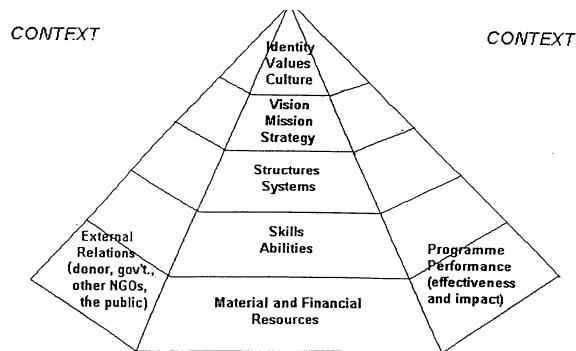 CONTEXT
CONTEXT
Identity
Values
Culture
Vision
Mission
Strategy
Structures
Systems
Skills
Abilities
External
Relations
(donor, gov't.,
other NGOs,
the public)
Programme
Performance
(effectiveness
and impact)
Material and Financial
Resources